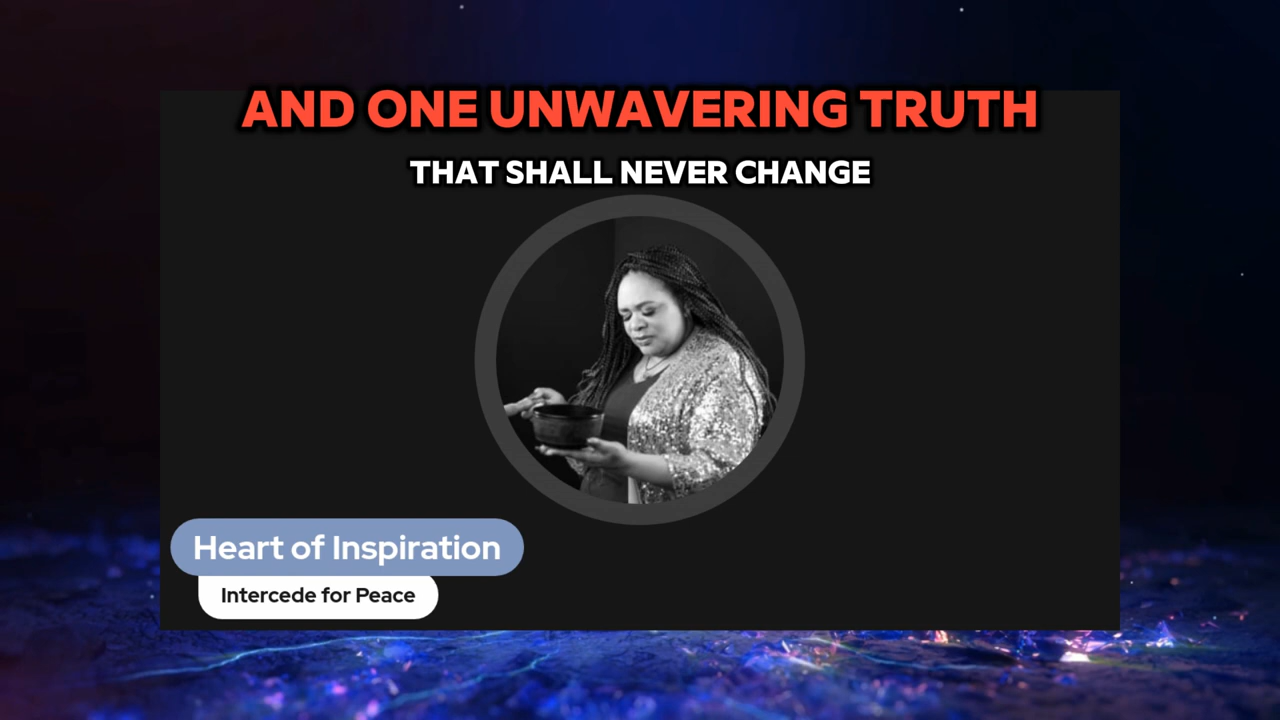 AND ONE UNWAVERING TRUTH
THAT SHALL NEVER CHANGE
Heart of Inspiration
Intercede for Peace